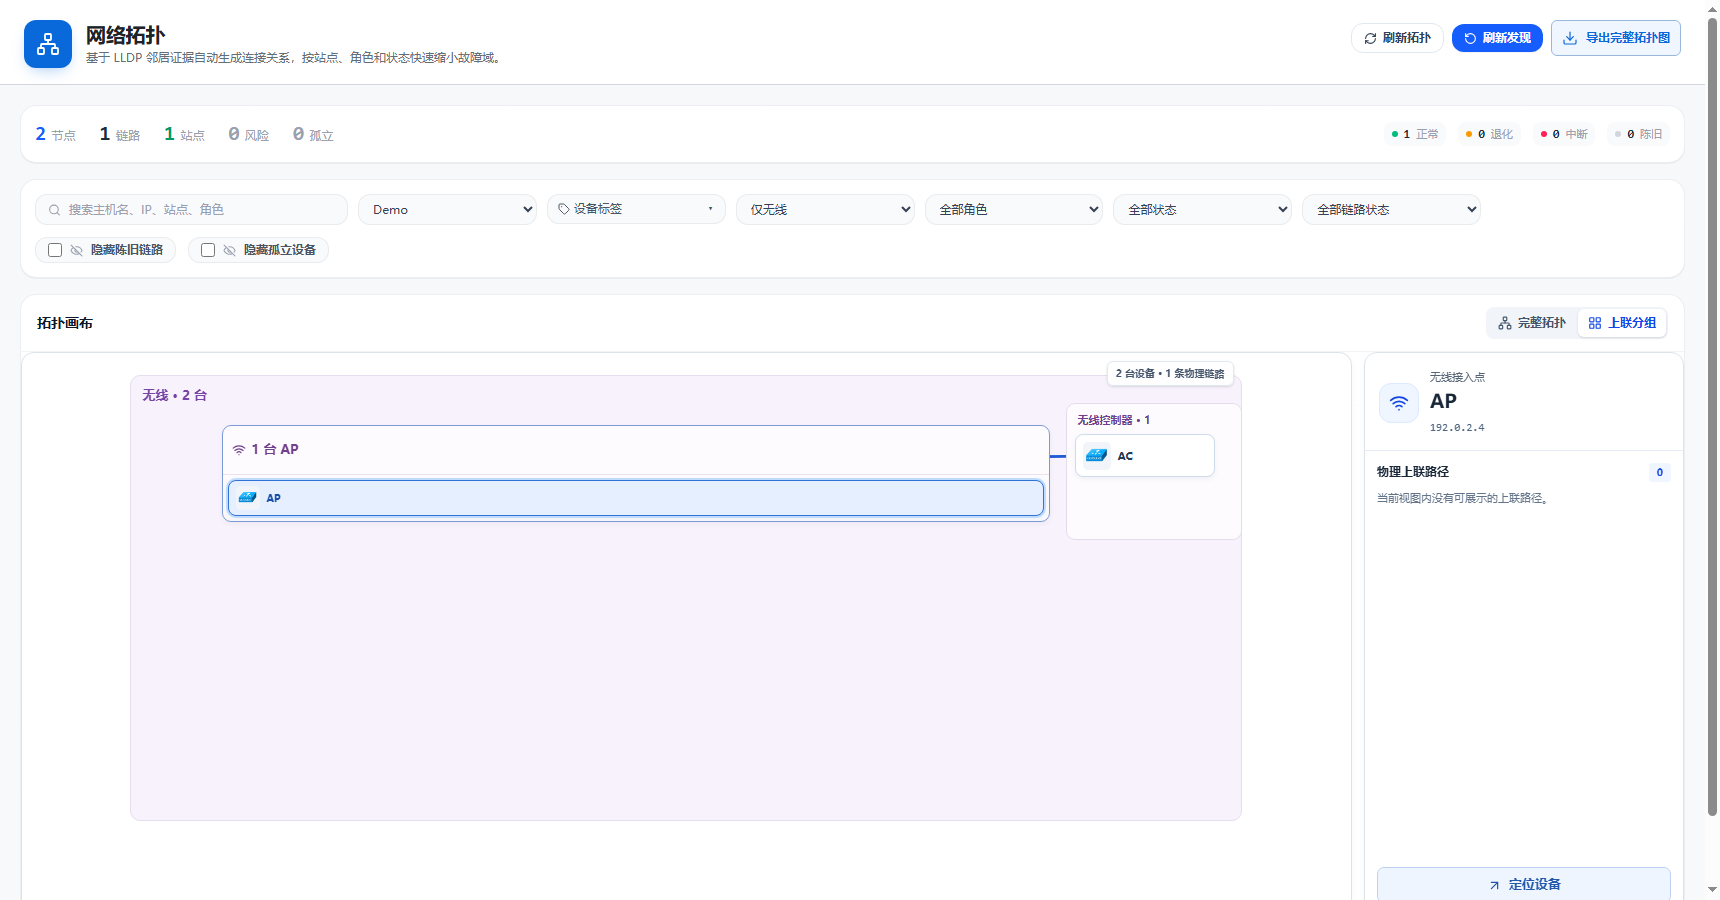 网络拓扑
基于 LLDP 邻居证据自动生成连接关系，按站点、角色和状态快速缩小故障域。
刷新拓扑
刷新发现
导出完整拓扑图
2 节点
1 链路
1 站点
0 风险
0 孤立
1 正常
0 退化
0 中断
0 陈旧
搜索主机名、IP、站点、角色
Demo
设备标签
仅无线
全部角色
全部状态
全部链路状态
隐藏陈旧链路
隐藏孤立设备
拓扑画布
完整拓扑
上联分组
2 台设备 • 1 条物理链路
无线 • 2 台
无线控制器 • 1
1 台 AP
AC
AP
无线接入点
AP
192.0.2.4
物理上联路径
0
当前视图内没有可展示的上联路径。
定位设备